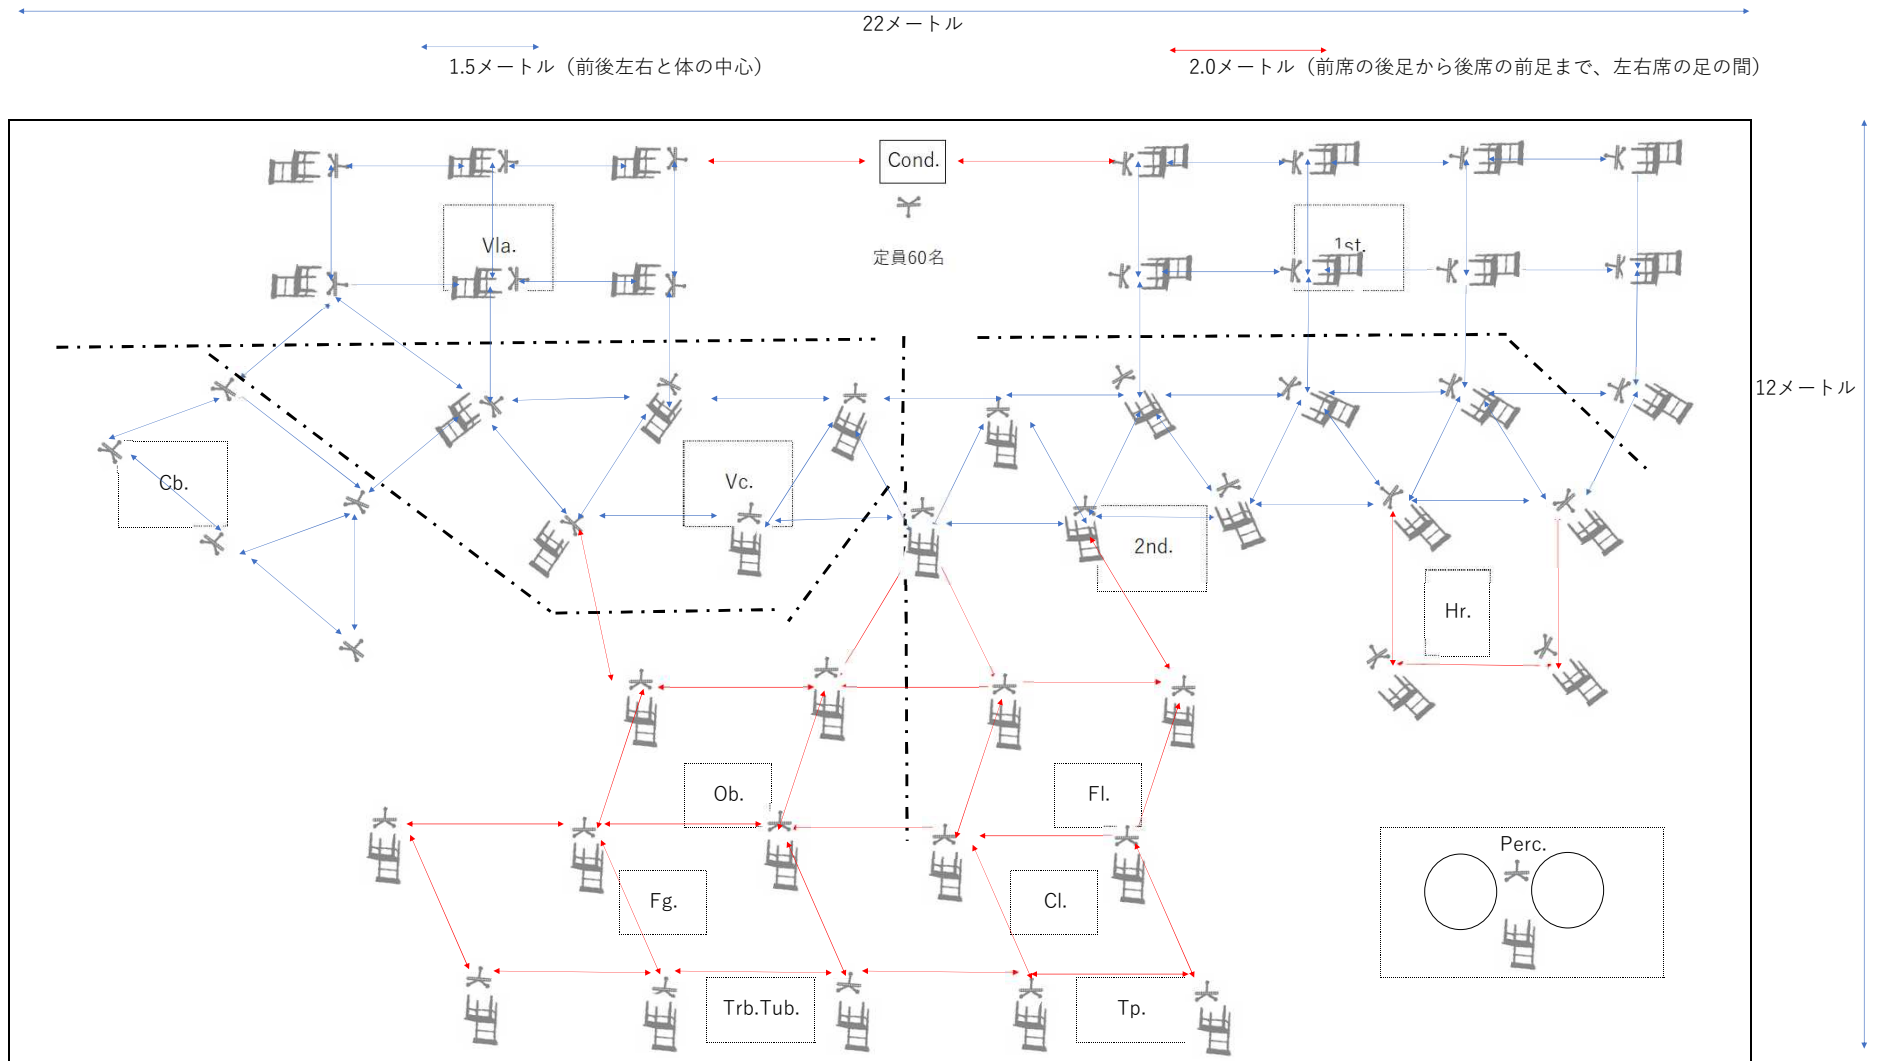 22メートル
1.5メートル（前後左右と体の中心）
2.0メートル（前席の後足から後席の前足まで、左右席の足の間）
Cond.
定員60名
Vla.
1st.
12メートル
Cb.
Vc.
2nd.
Hr.
Ob.
Fl.
Perc.
Fg.
Cl.
Trb.Tub.
Tp.